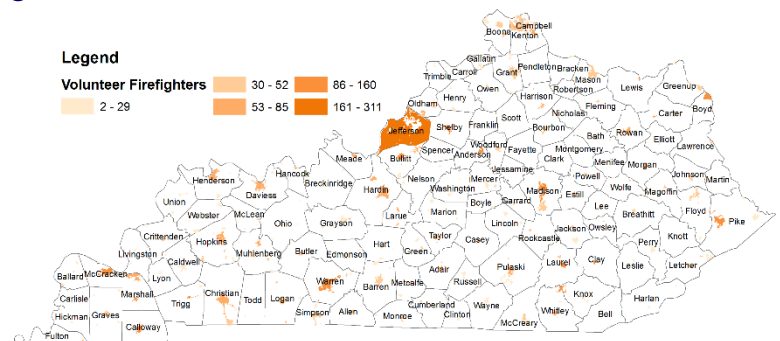 Legend
Volunteer Firefighters
2 - 29
30 - 52
53 - 85
86 - 160
161 - 311
Campbell
Boone
Kenton
Gallatin
Grant
Pendleton
Bracken
Trimble
Carroll
Owen
Mason
Robertson
Lewis
Greenup
Oldham
Henry
Harrison
Fleming
Boyd
Carter
Nicholas
Jefferson
Shelby
Franklin
Scott
Bourbon
Bath
Rowan
Elliott
Lawrence
Meade
Bullitt
Spencer
Anderson
Woodford
Fayette
Montgomery
Clark
Menifee
Morgan
Henderson
Daviess
Hancock
Breckinridge
Hardin
Nelson
Washington
Mercer
Jessamine
Madison
Powell
Estill
Wolfe
Magoffin
Johnson
Martin
Union
Webster
McLean
Ohio
Grayson
Larue
Marion
Boyle
Garrard
Lee
Breathitt
Floyd
Pike
Crittenden
Hopkins
Muhlenberg
Butler
Edmonson
Hart
Green
Taylor
Casey
Lincoln
Rockcastle
Jackson
Owsley
Perry
Knott
Livingston
Caldwell
Lyon
Ballard
McCracken
Marshall
Trigg
Christian
Todd
Logan
Warren
Barren
Metcalfe
Adair
Russell
Pulaski
Laurel
Clay
Leslie
Letcher
Carlisle
Hickman
Graves
Calloway
Fulton
Simpson
Allen
Monroe
Cumberland
Clinton
Wayne
McCreary
Whitley
Knox
Bell
Harlan